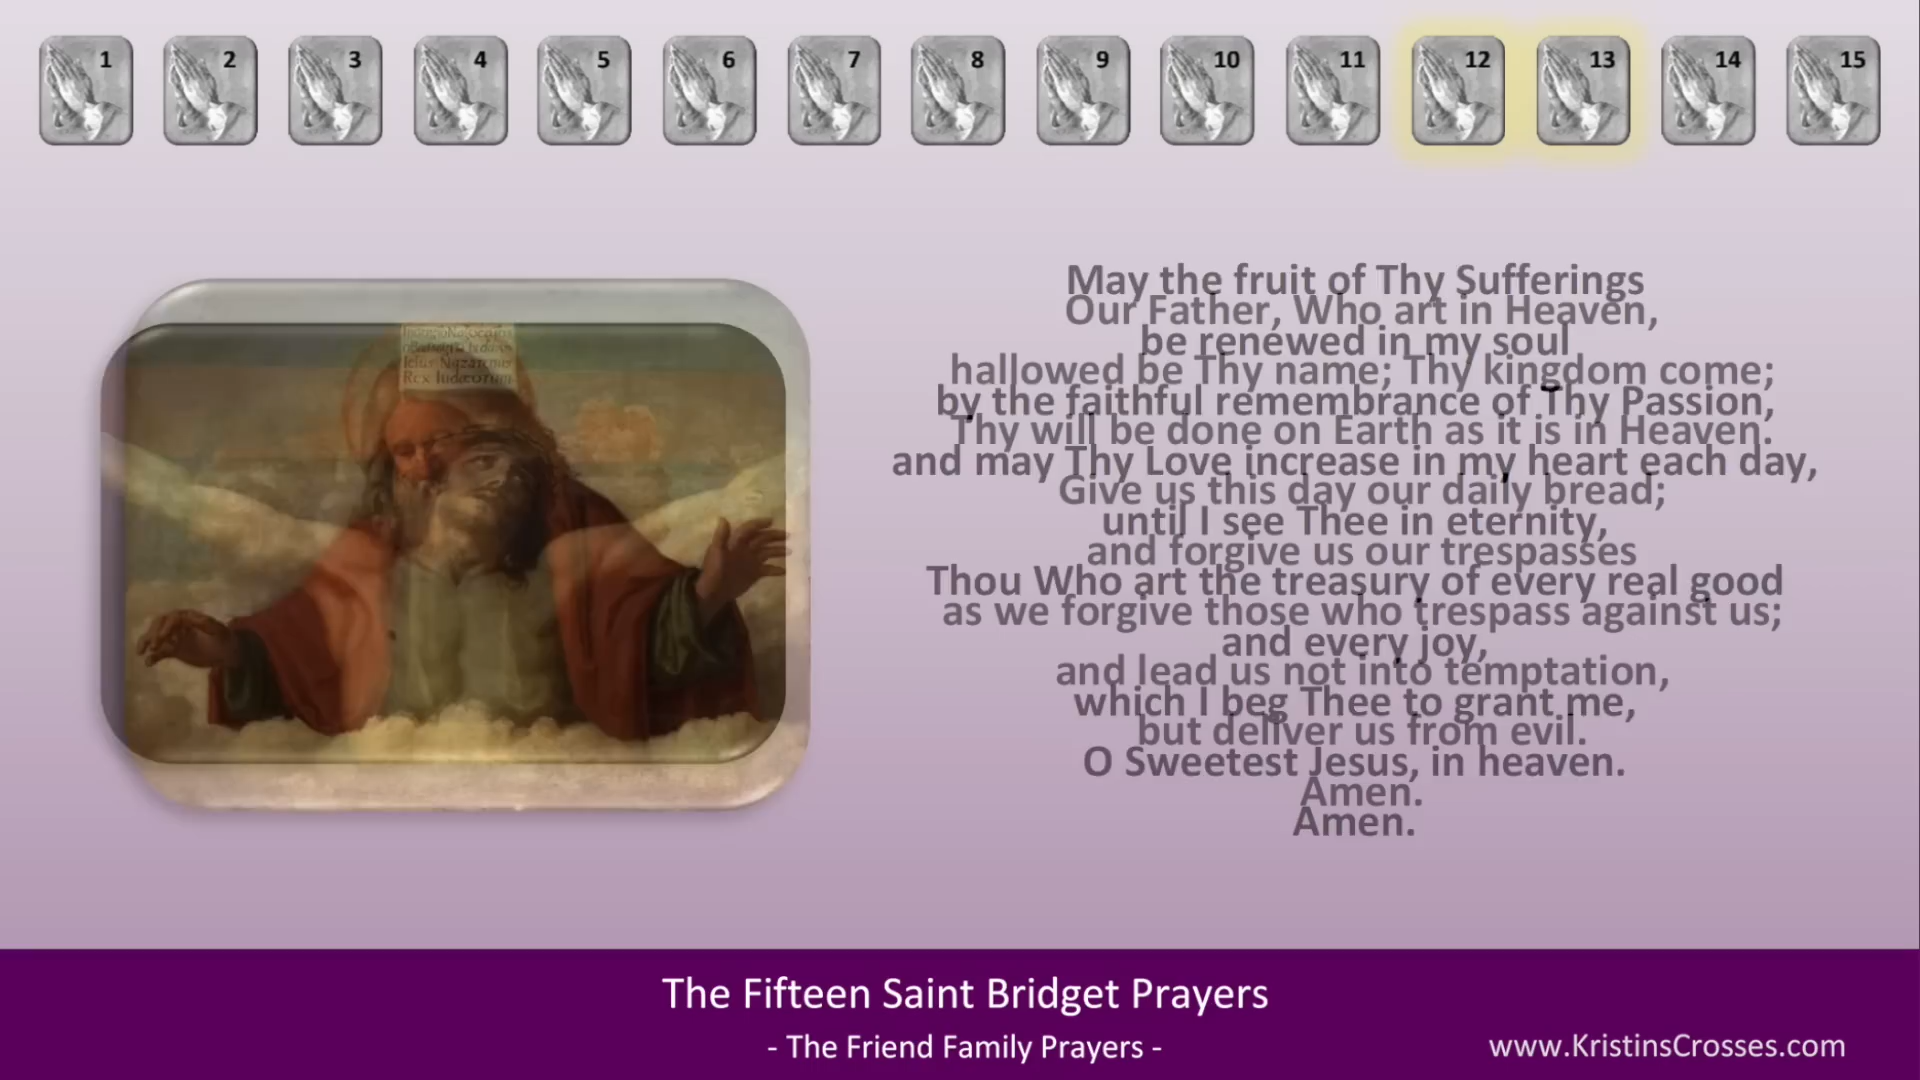 1 2 3 4 5 6 7 8 9 10 11 12 13 14 15
Iesus Nazarenus
Rex Iudæorum
May the fruit of Thy Sufferings
Our Father, Who art in Heaven,
be renewed in my soul
hallowed be Thy name; Thy kingdom come;
by the faithful remembrance of Thy Passion,
Thy will be done on Earth as it is in Heaven.
and may Thy Love increase in my heart each day,
Give us this day our daily bread;
until I see Thee in eternity,
and forgive us our trespasses
Thou Who art the treasury of every real good
as we forgive those who trespass against us;
and every joy,
and lead us not into temptation,
which I beg Thee to grant me,
but deliver us from evil.
O Sweetest Jesus, in heaven.
Amen.
Amen.
The Fifteen Saint Bridget Prayers
- The Friend Family Prayers -
www.KristinsCrosses.com